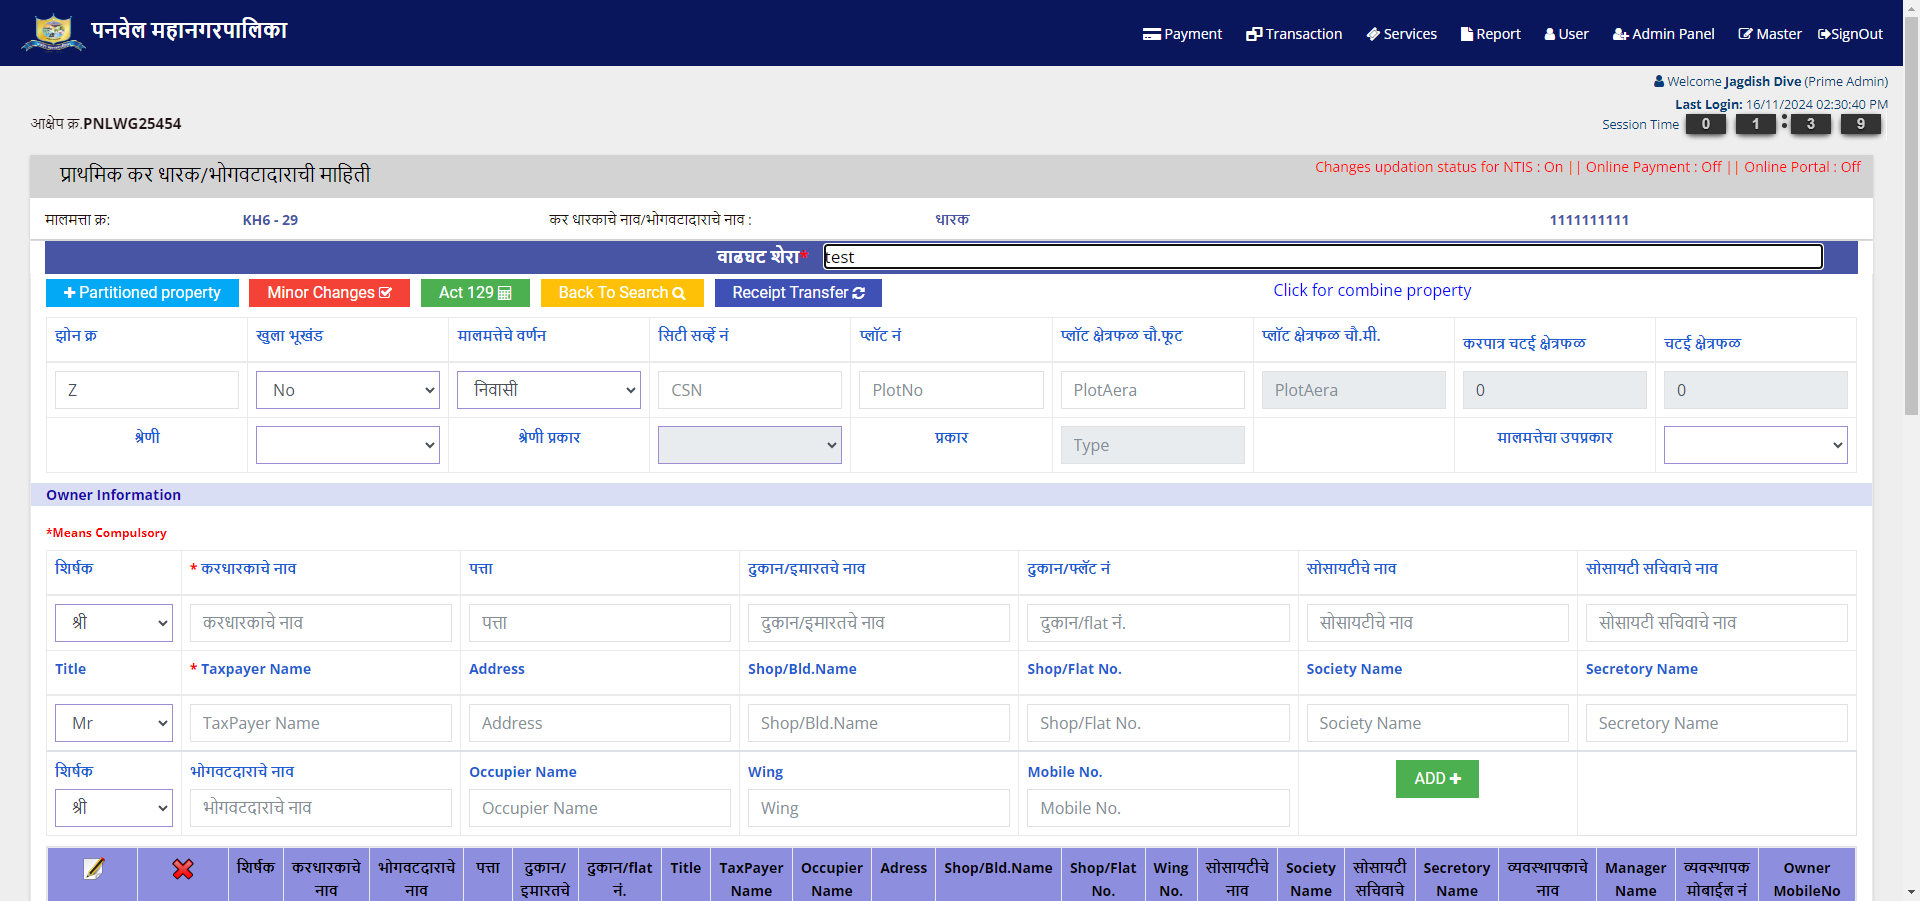 पनवेल महानगरपालिका
Payment Transaction Services Report User Admin Panel Master SignOut
Welcome Jagdish Dive (Prime Admin)
Last Login: 16/11/2024 02:30:40 PM
आक्षेप क्र.PNLWG25454
Session Time 0 1 : 3 9
प्राथमिक कर धारक/भोगवटादाराची माहिती
Changes updation status for NTIS : On || Online Payment : Off || Online Portal : Off
मालमत्ता क्र: KH6 - 29 कर धारकाचे नाव/भोगवटादाराचे नाव : धारक 1111111111
वाढघट शेरा* test
Partitioned property Minor Changes Act 129 Back To Search Receipt Transfer Click for combine property
झोन क्र खुला भूखंड मालमत्तेचे वर्णन सिटी सर्व्हे नं प्लॉट नं प्लॉट क्षेत्रफळ चौ.फूट प्लॉट क्षेत्रफळ चौ.मी. करपात्र चटई क्षेत्रफळ चटई क्षेत्रफळ
Z No निवासी CSN PlotNo PlotAera PlotAera 0 0
श्रेणी श्रेणी प्रकार प्रकार Type मालमत्तेचा उपप्रकार
Owner Information
*Means Compulsory
शिर्षक * करधारकाचे नाव पत्ता दुकान/इमारतचे नाव दुकान/फ्लॅट नं सोसायटीचे नाव सोसायटी सचिवाचे नाव
श्री करधारकाचे नाव पत्ता दुकान/इमारतचे नाव दुकान/flat नं. सोसायटीचे नाव सोसायटी सचिवाचे नाव
Title * Taxpayer Name Address Shop/Bld.Name Shop/Flat No. Society Name Secretory Name
Mr TaxPayer Name Address Shop/Bld.Name Shop/Flat No. Society Name Secretory Name
शिर्षक भोगवटदाराचे नाव Occupier Name Wing Mobile No.
ADD
श्री भोगवटदाराचे नाव Occupier Name Wing Mobile No.
शिर्षक करधारकाचे भोगवटदाराचे पत्ता दुकान/ दुकान/flat Title TaxPayer Occupier Adress Shop/Bld.Name Shop/Flat Wing सोसायटीचे Society सोसायटी Secretory व्यवस्थापकाचे Manager व्यवस्थापक Owner
नाव नाव इमारतचे नं. Name Name No. No. नाव Name सचिवाचे Name नाव Name मोबाईल नं MobileNo